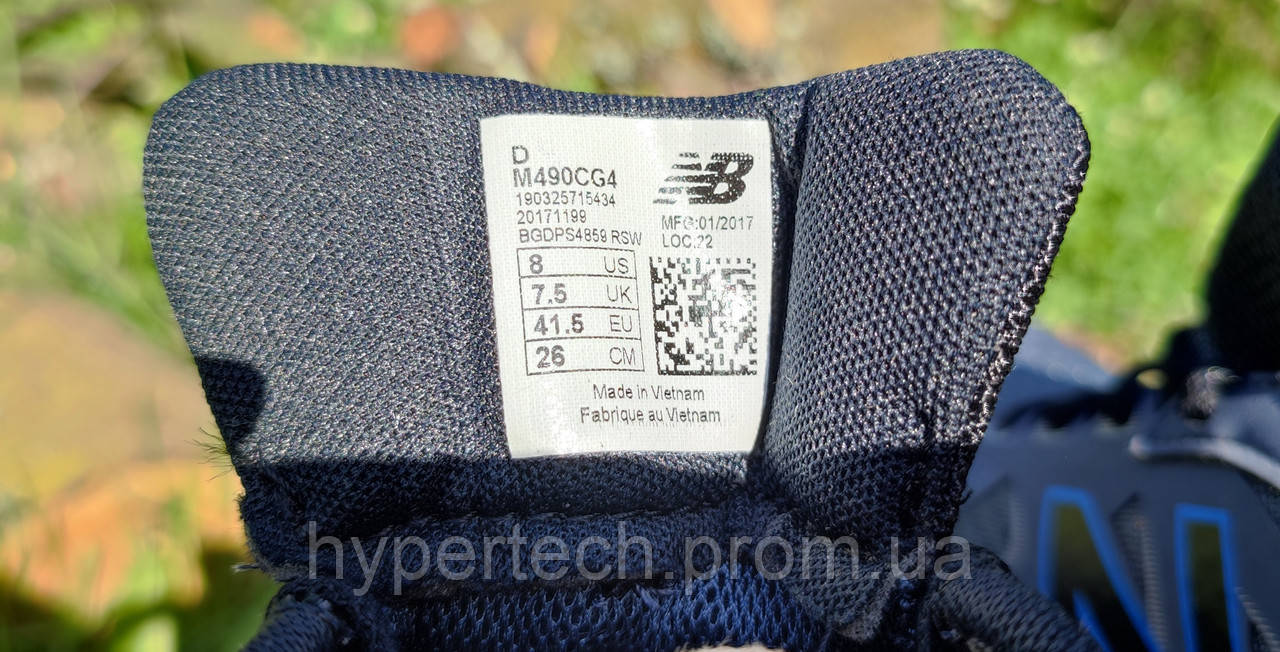 D
M490CG4
190325715434
20171199
BGDPS4859 RSW
NB
MFG:01/2017
LOC:22
8 US
7.5 UK
41.5 EU
26 CM
Made in Vietnam
Fabrique au Vietnam
hypertech.prom.ua
N